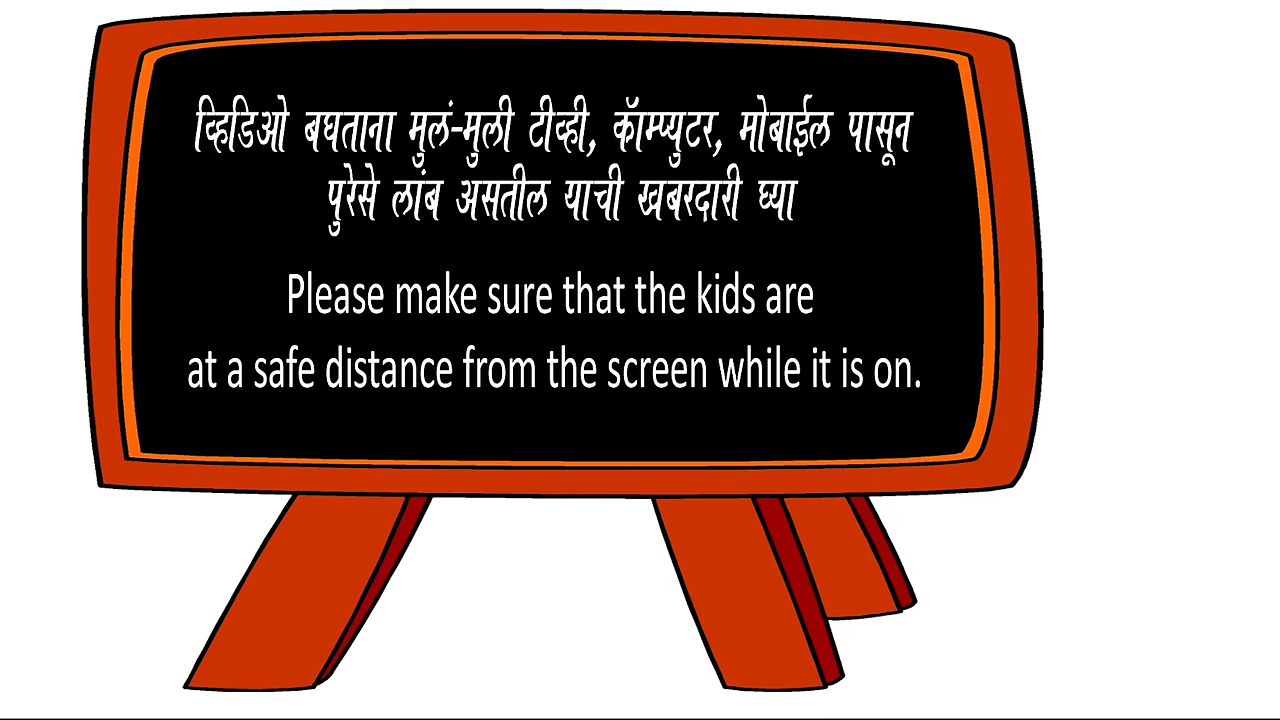 व्हिडिओ बघताना मुलं-मुली टीव्ही, कॅाम्प्युटर, मोबाईल पासून
पुरेसे लांब असतील याची खबरदारी घ्या
Please make sure that the kids are
at a safe distance from the screen while it is on.